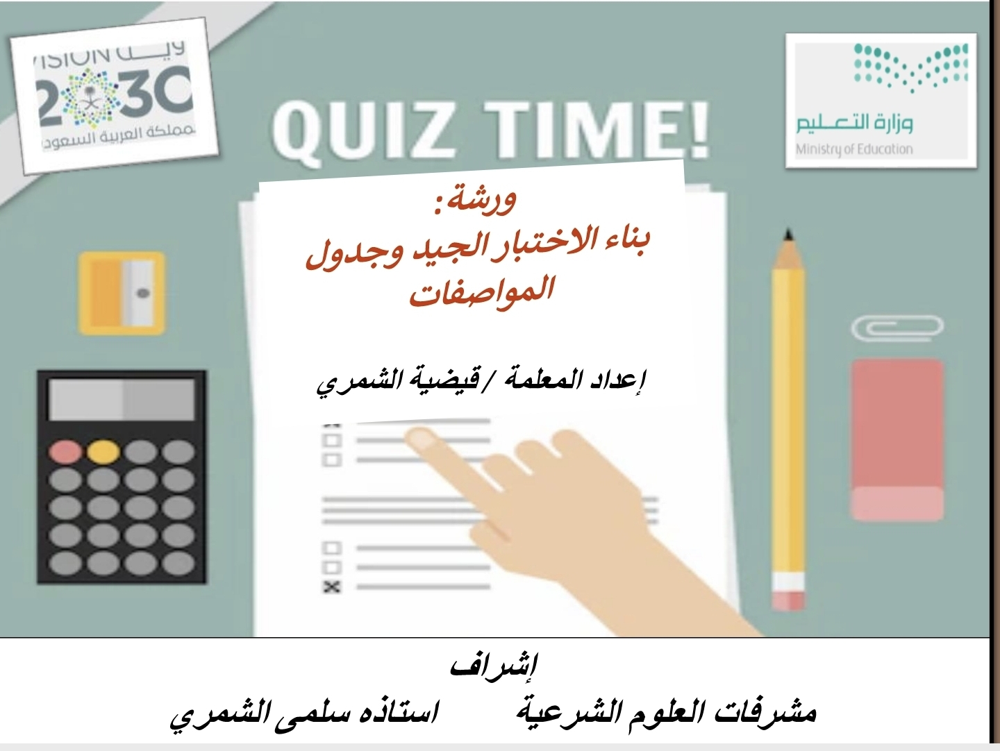 VISION رؤية
2030
المملكة العربية السعودية
وزارة التعليم
Ministry of Education
QUIZ TIME!
ورشة:
بناء الاختبار الجيد وجدول
المواصفات
إعداد المعلمة / قيضية الشمري
إشراف
مشرفات العلوم الشرعية استاذه سلمى الشمري